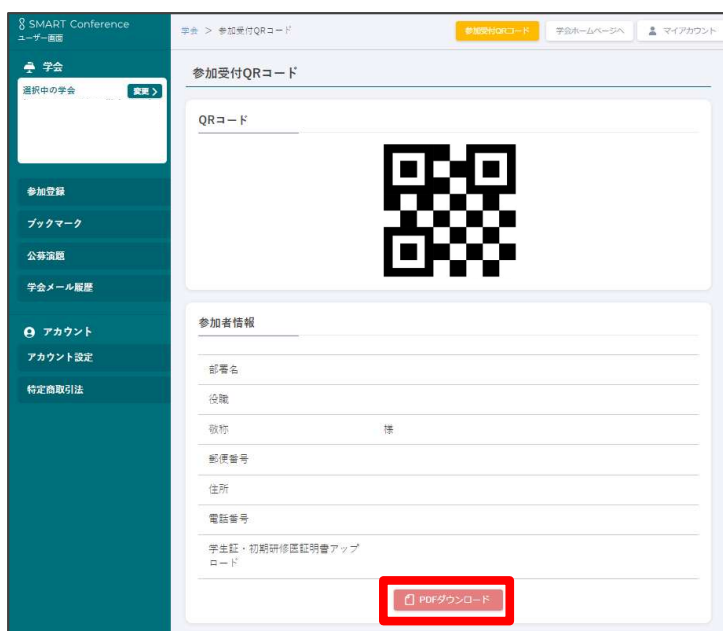 SMART Conference
ユーザー画面
学会 > 参加受付QRコード
参加受付QRコード
学会ホームページへ
マイアカウント
学会
選択中の学会
変更 >
参加登録
ブックマーク
公募演題
学会メール履歴
アカウント
アカウント設定
特定商取引法
参加受付QRコード
QRコード
参加者情報
部署名
役職
敬称 様
郵便番号
住所
電話番号
学生証・初期研修医証明書アップ
ロード
PDFダウンロード